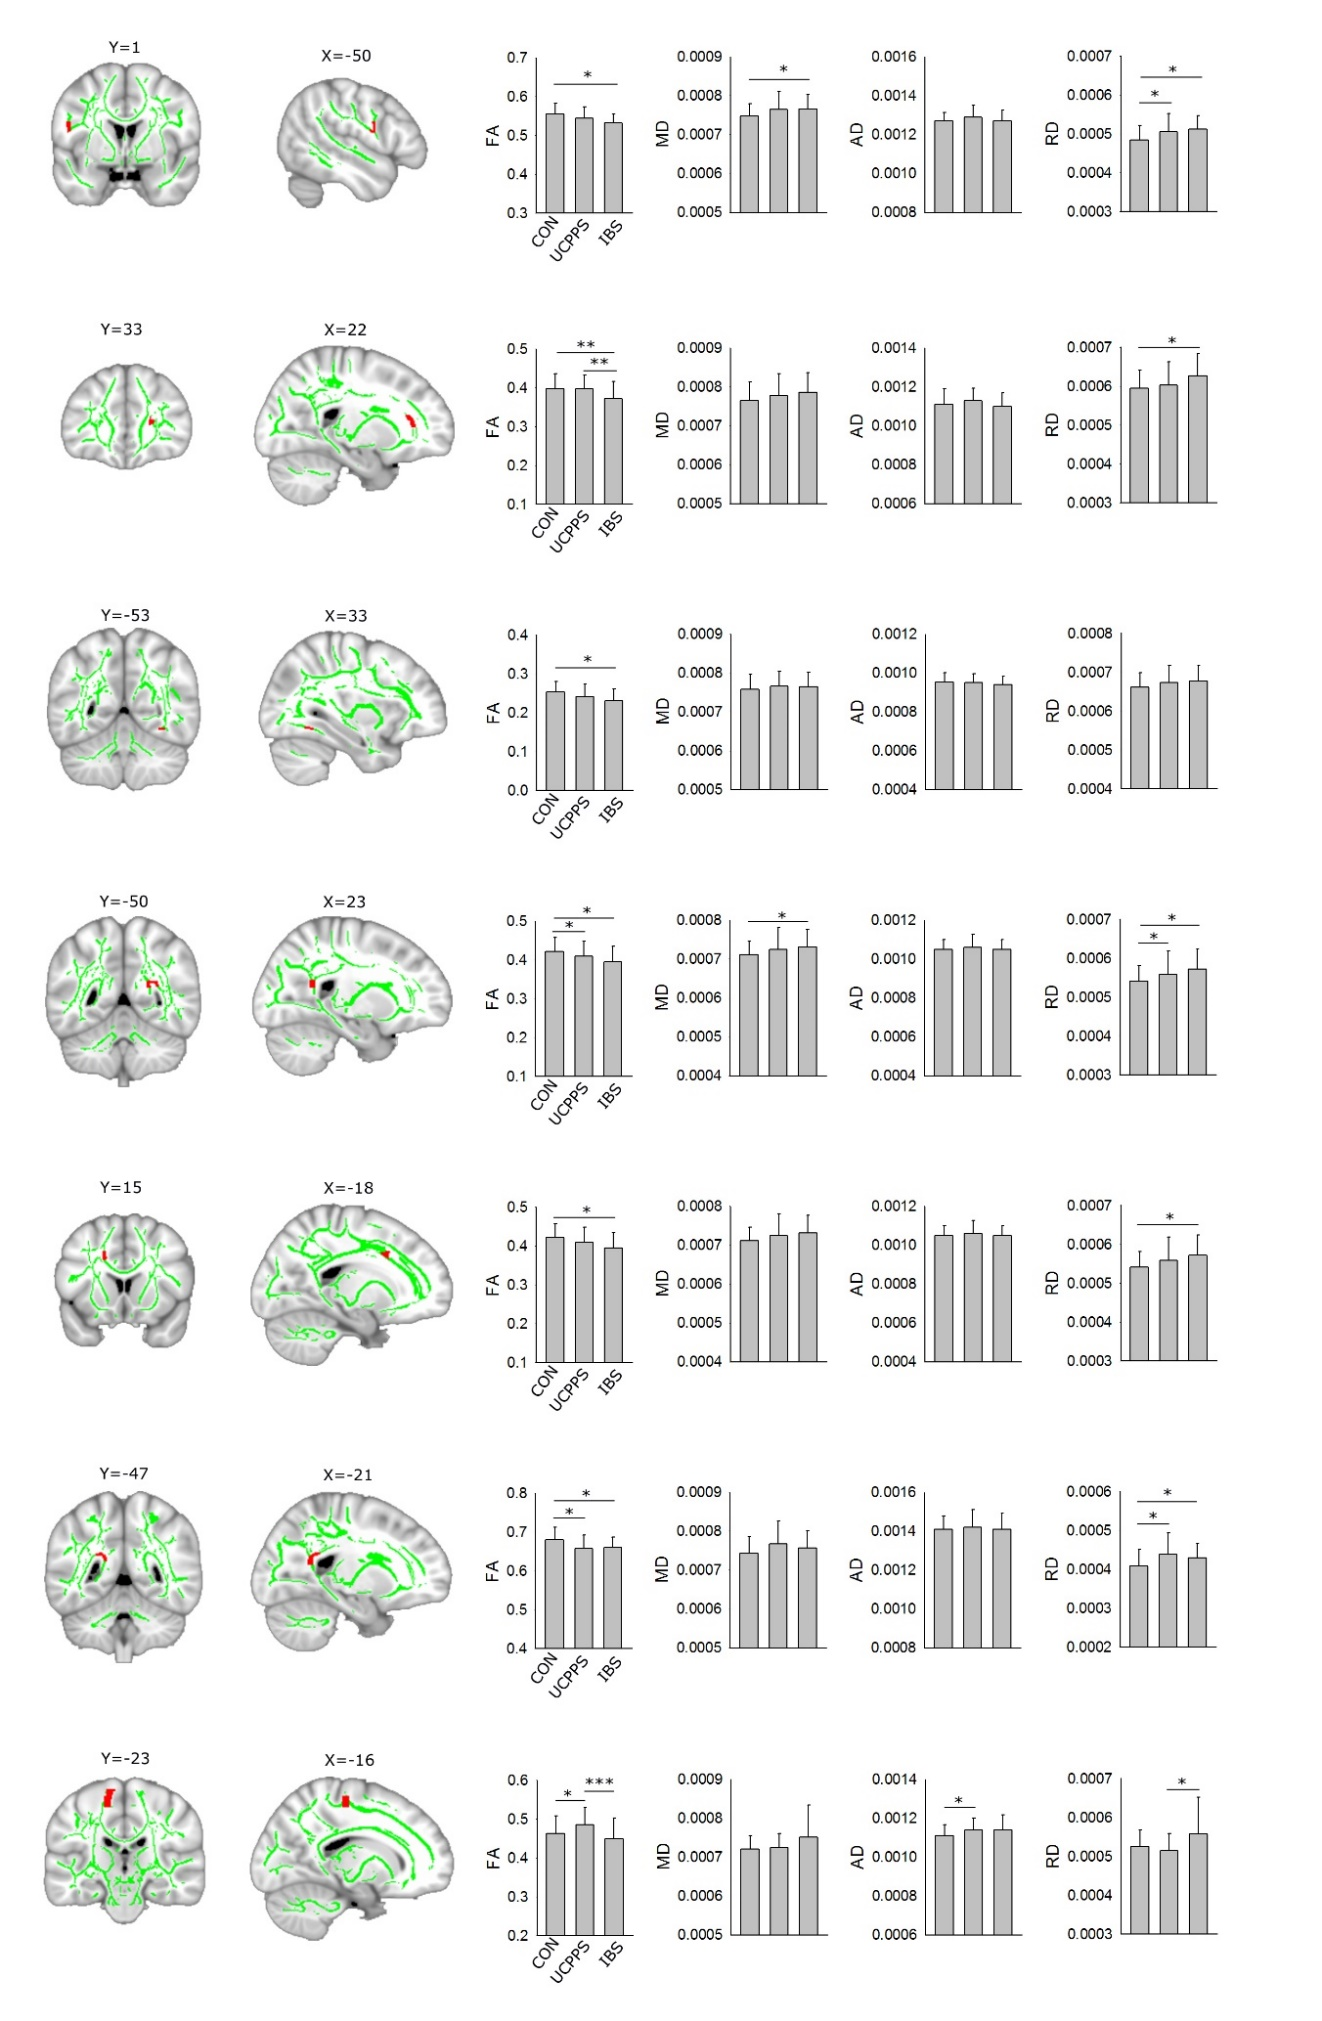 Y=1 X=-50
* * * *
FA 0.7 0.6 0.5 0.4 0.3
MD 0.0009 0.0008 0.0007 0.0006 0.0005
AD 0.0016 0.0014 0.0012 0.0010 0.0008
RD 0.0007 0.0006 0.0005 0.0004 0.0003
CON UCPPS IBS
Y=33 X=22
** ** *
FA 0.5 0.4 0.3 0.2 0.1
MD 0.0009 0.0008 0.0007 0.0006 0.0005
AD 0.0014 0.0012 0.0010 0.0008 0.0006
RD 0.0007 0.0006 0.0005 0.0004 0.0003
CON UCPPS IBS
Y=-53 X=33
*
FA 0.4 0.3 0.2 0.1 0.0
MD 0.0009 0.0008 0.0007 0.0006 0.0005
AD 0.0012 0.0010 0.0008 0.0006 0.0004
RD 0.0008 0.0007 0.0006 0.0005 0.0004
CON UCPPS IBS
Y=-50 X=23
* * * * *
FA 0.5 0.4 0.3 0.2 0.1
MD 0.0008 0.0007 0.0006 0.0005 0.0004
AD 0.0012 0.0010 0.0008 0.0006 0.0004
RD 0.0007 0.0006 0.0005 0.0004 0.0003
CON UCPPS IBS
Y=15 X=-18
* *
FA 0.5 0.4 0.3 0.2 0.1
MD 0.0008 0.0007 0.0006 0.0005 0.0004
AD 0.0012 0.0010 0.0008 0.0006 0.0004
RD 0.0007 0.0006 0.0005 0.0004 0.0003
CON UCPPS IBS
Y=-47 X=-21
* * * *
FA 0.8 0.7 0.6 0.5 0.4
MD 0.0009 0.0008 0.0007 0.0006 0.0005
AD 0.0016 0.0014 0.0012 0.0010 0.0008
RD 0.0006 0.0005 0.0004 0.0003 0.0002
CON UCPPS IBS
Y=-23 X=-16
* *** * *
FA 0.6 0.5 0.4 0.3 0.2
MD 0.0009 0.0008 0.0007 0.0006 0.0005
AD 0.0014 0.0012 0.0010 0.0008 0.0006
RD 0.0007 0.0006 0.0005 0.0004 0.0003
CON UCPPS IBS